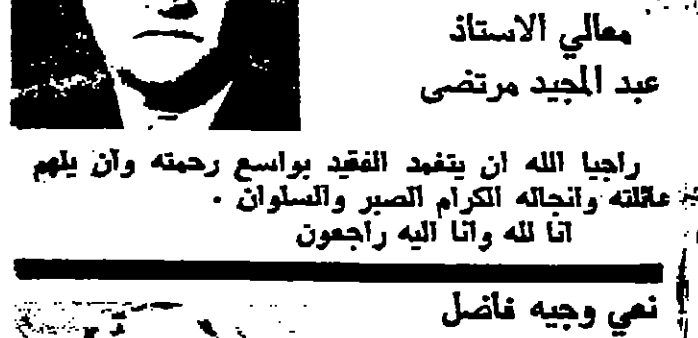 معالي الاستاذ
عبد المجيد مرتضى
راجيا الله ان يتغمد الفقيد بواسع رحمته وان يلهم
عائلته وانجاله الكرام الصبر والسلوان .
انا لله وانا اليه راجعون
نعي وجيه فاضل